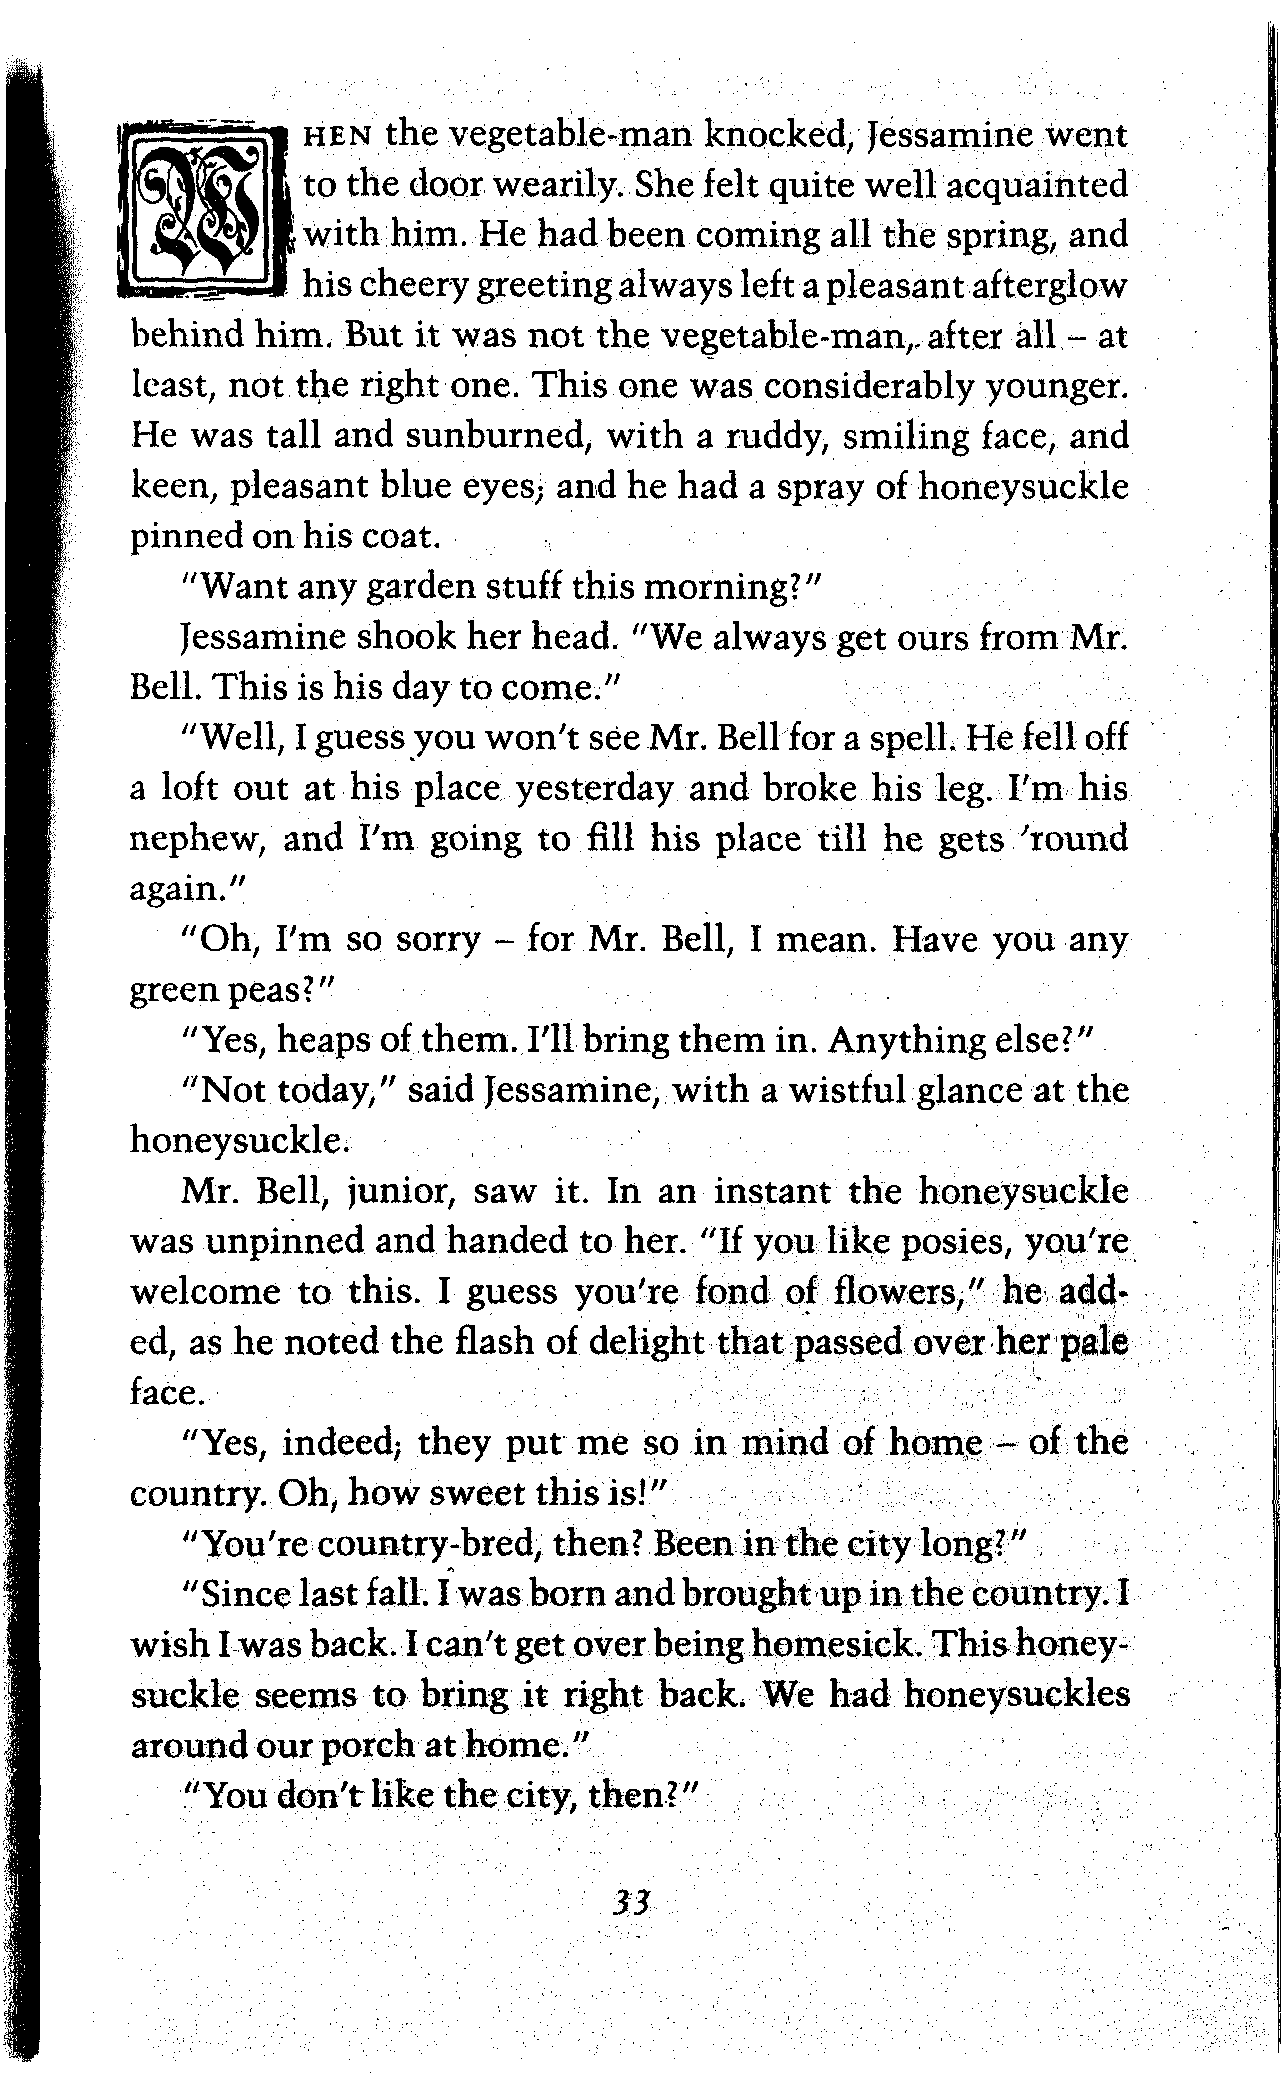 WHEN the vegetable-man knocked, Jessamine went
to the door wearily. She felt quite well acquainted
with him. He had been coming all the spring, and
his cheery greeting always left a pleasant afterglow
behind him. But it was not the vegetable-man, after all – at
least, not the right one. This one was considerably younger.
He was tall and sunburned, with a ruddy, smiling face, and
keen, pleasant blue eyes; and he had a spray of honeysuckle
pinned on his coat.
"Want any garden stuff this morning?"
Jessamine shook her head. "We always get ours from Mr.
Bell. This is his day to come."
"Well, I guess you won't see Mr. Bell for a spell. He fell off
a loft out at his place yesterday and broke his leg. I'm his
nephew, and I'm going to fill his place till he gets 'round
again."
"Oh, I'm so sorry – for Mr. Bell, I mean. Have you any
green peas?"
"Yes, heaps of them. I'll bring them in. Anything else?"
"Not today," said Jessamine, with a wistful glance at the
honeysuckle.
Mr. Bell, junior, saw it. In an instant the honeysuckle
was unpinned and handed to her. "If you like posies, you're
welcome to this. I guess you're fond of flowers," he add-
ed, as he noted the flash of delight that passed over her pale
face.
"Yes, indeed; they put me so in mind of home – of the
country. Oh, how sweet this is!"
"You're country-bred, then? Been in the city long?"
"Since last fall. I was born and brought up in the country. I
wish I was back. I can't get over being homesick. This honey-
suckle seems to bring it right back. We had honeysuckles
around our porch at home."
"You don't like the city, then?"
33